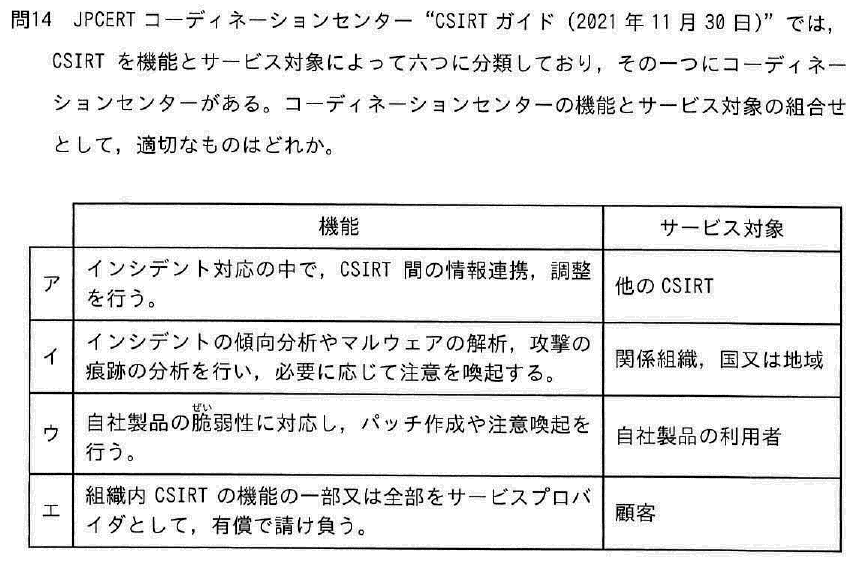 問14 JPCERT コーディネーションセンター“CSIRT ガイド (2021 年 11 月 30 日)”では,
CSIRT を機能とサービス対象によって六つに分類しており,その一つにコーディネー
ションセンターがある。コーディネーションセンターの機能とサービス対象の組合せ
として,適切なものはどれか。
機能 サービス対象
ア インシデント対応の中で,CSIRT 間の情報連携,調整
を行う。
他の CSIRT
イ インシデントの傾向分析やマルウェアの解析,攻撃の
痕跡の分析を行い,必要に応じて注意を喚起する。
関係組織,国又は地域
ぜい
ウ 自社製品の脆弱性に対応し,パッチ作成や注意喚起を
行う。
自社製品の利用者
エ 組織内 CSIRT の機能の一部又は全部をサービスプロバ
イダとして,有償で請け負う。
顧客